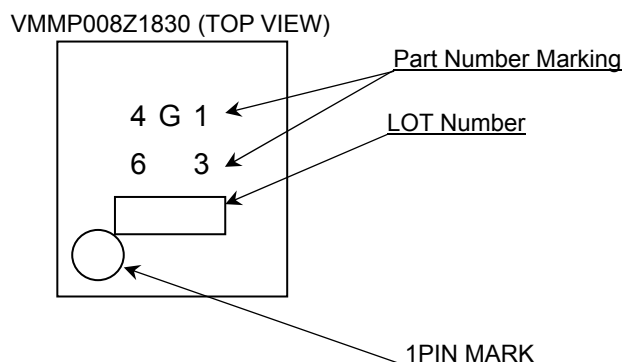 VMMP008Z1830 (TOP VIEW)
Part Number Marking
4 G 1
LOT Number
6 3
1PIN MARK